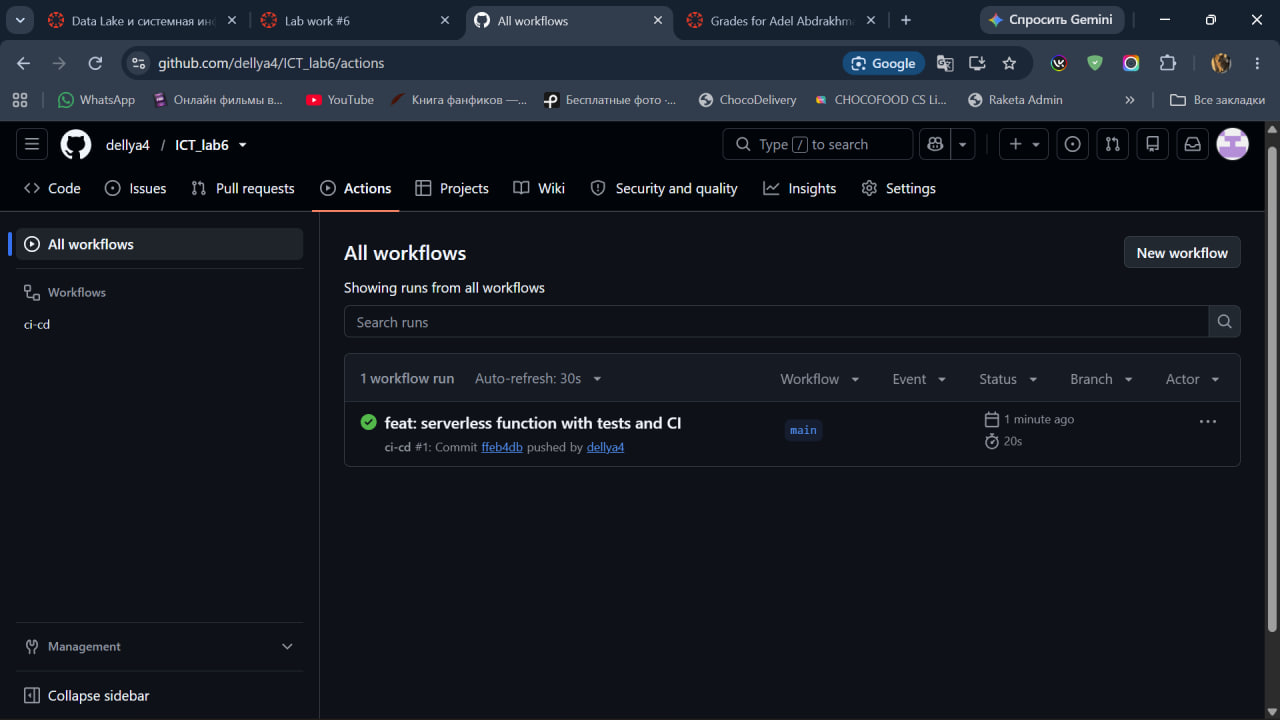 Data Lake и системная инф
Lab work #6
All workflows
Grades for Adel Abdrakhma
Спросить Gemini
github.com/dellya4/ICT_lab6/actions
Google
WhatsApp
Онлайн фильмы в...
YouTube
Книга фанфиков —...
Бесплатные фото ·...
ChocoDelivery
CHOCOFOOD CS Li...
Raketa Admin
»
Все закладки
dellya4 / ICT_lab6
Type / to search
Code
Issues
Pull requests
Actions
Projects
Wiki
Security and quality
Insights
Settings
All workflows
Workflows
ci-cd
Management
Collapse sidebar
All workflows
New workflow
Showing runs from all workflows
Search runs
1 workflow run
Auto-refresh: 30s
Workflow
Event
Status
Branch
Actor
feat: serverless function with tests and CI
ci-cd #1: Commit ffeb4db pushed by dellya4
main
1 minute ago
20s